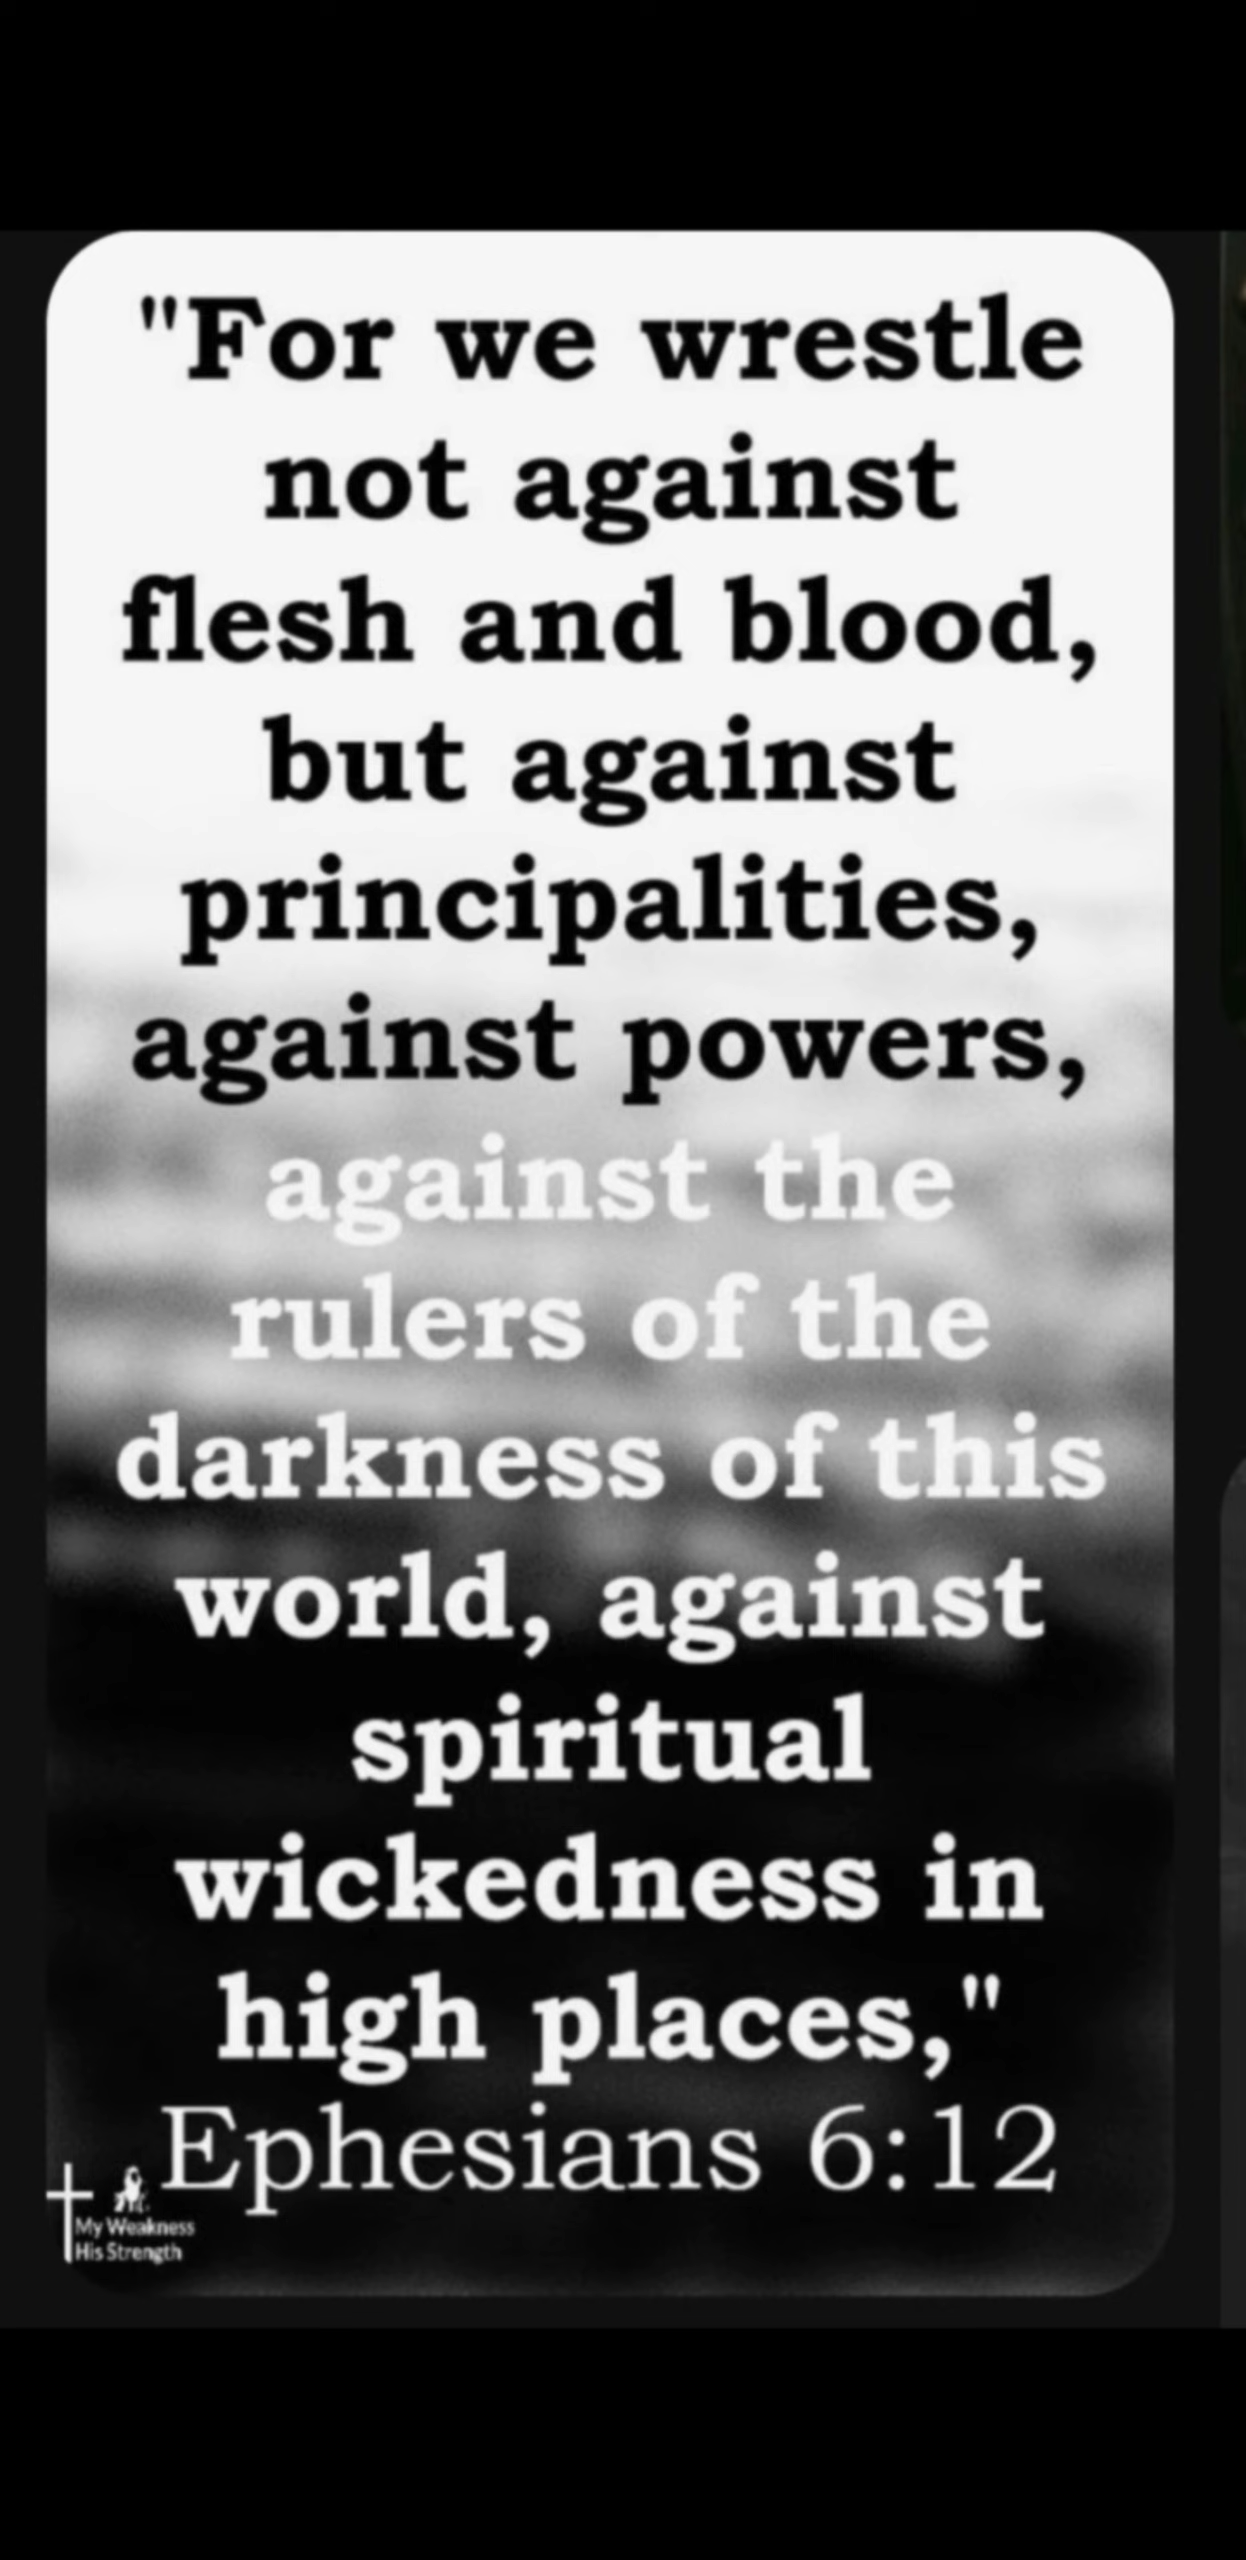 "For we wrestle
not against
flesh and blood,
but against
principalities,
against powers,
against the
rulers of the
darkness of this
world, against
spiritual
wickedness in
high places,"
Ephesians 6:12
My Weakness
His Strength